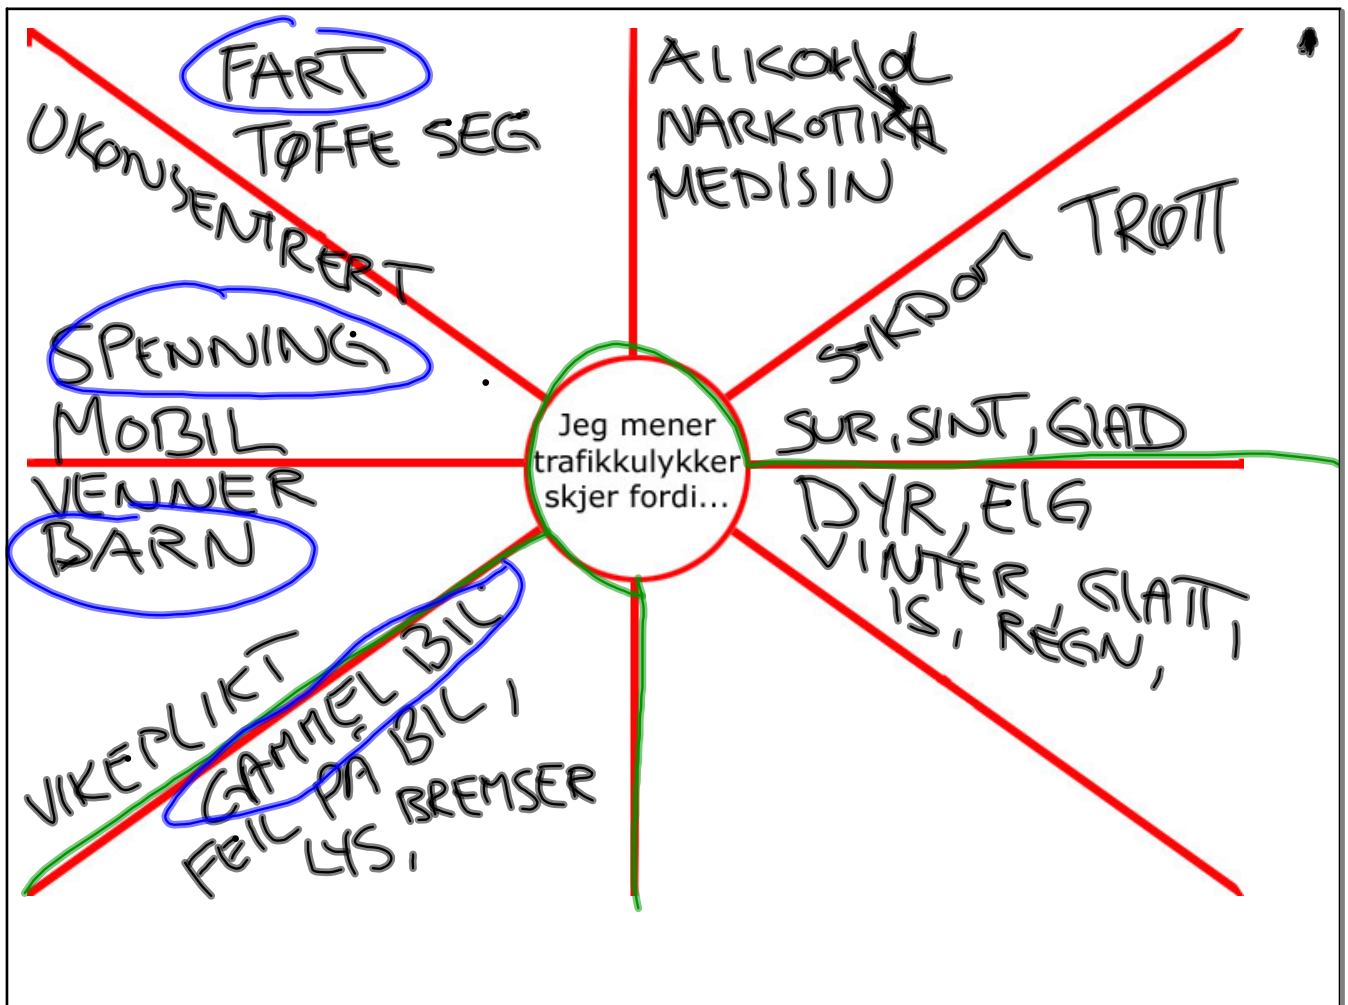 FART
TØFFE SEG
UKONSENTRERT
ALKOHOL
NARKOTIKA
MEDISIN
TRØTT
SUR, SINT, GLAD
SPENNING
MOBIL
Jeg mener
trafikkulykker
skjer fordi...
VENNER
BARN
DYR, ELG
VINTER, GLATT,
IS, REGN,
VIKEPLIKT
GAMMEL BIL
FEIL PÅ BIL,
LYS, BREMSER